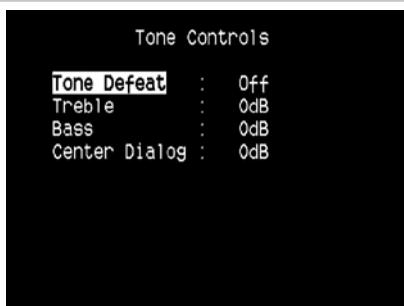 Tone Controls
Tone Defeat : Off
Treble : 0dB
Bass : 0dB
Center Dialog : 0dB